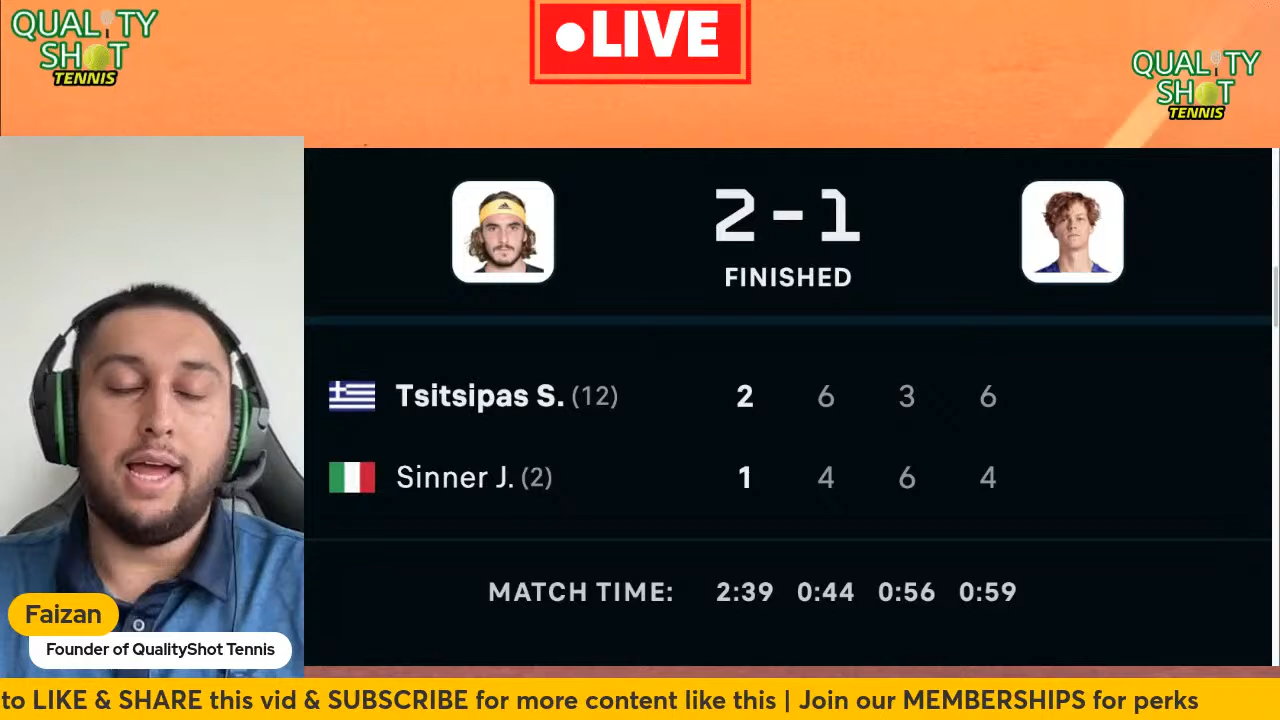 QUALITY
SHOT
TENNIS
LIVE
QUALITY
SHOT
TENNIS
2-1
FINISHED
Tsitsipas S. (12) 2 6 3 6
Sinner J. (2) 1 4 6 4
MATCH TIME: 2:39 0:44 0:56 0:59
Faizan
Founder of QualityShot Tennis
to LIKE & SHARE this vid & SUBSCRIBE for more content like this | Join our MEMBERSHIPS for perks